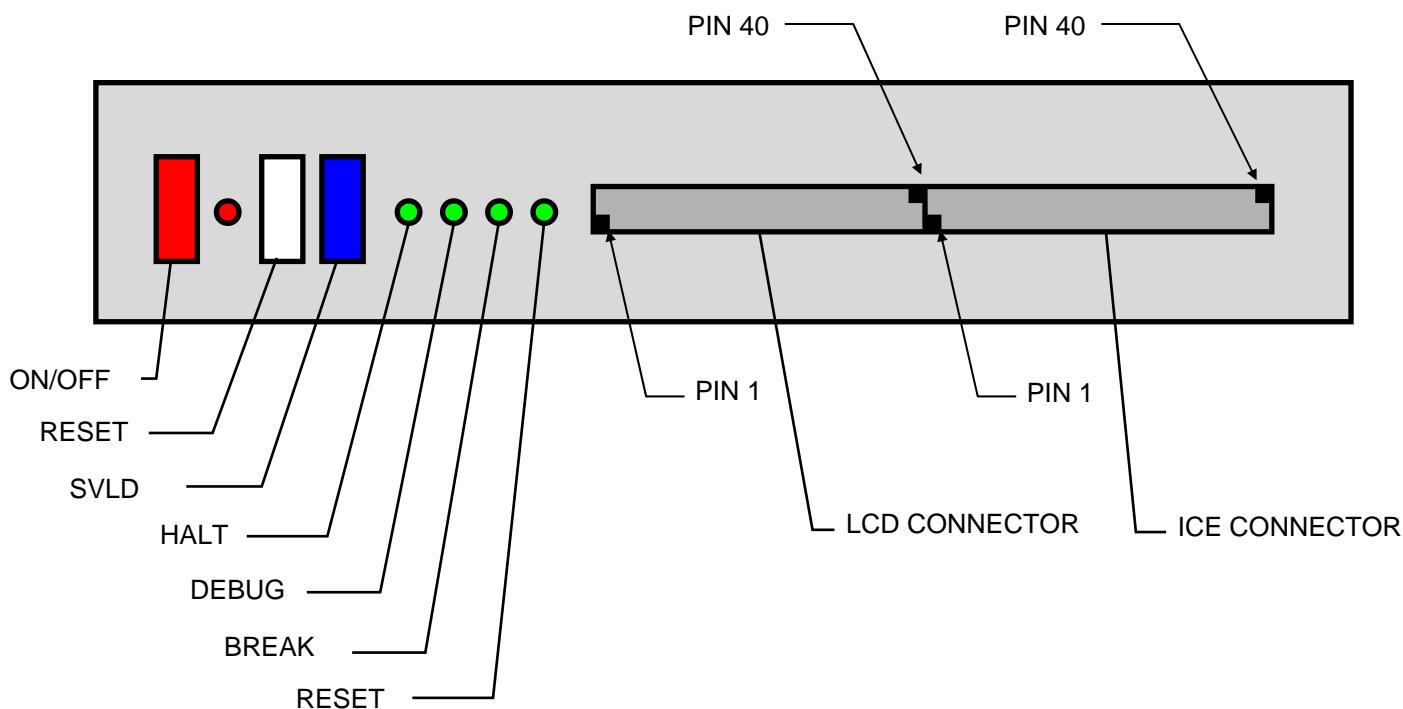 PIN 40
PIN 40
ON/OFF
PIN 1
PIN 1
RESET
SVLD
HALT
LCD CONNECTOR
ICE CONNECTOR
DEBUG
BREAK
RESET